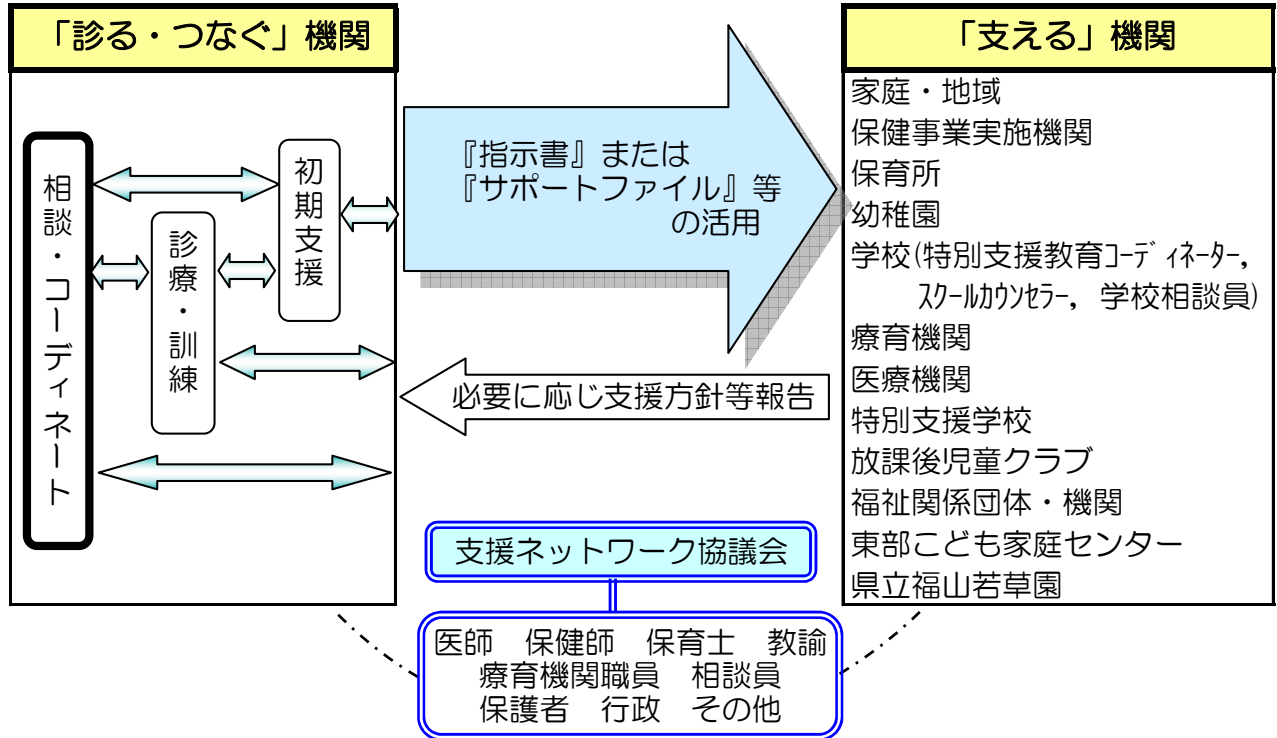 「診る・つなぐ」機関
相談・コーディネート
診療・訓練
初期支援
『指示書』または
『サポートファイル』等
の活用
必要に応じ支援方針等報告
「支える」機関
家庭・地域
保健事業実施機関
保育所
幼稚園
学校(特別支援教育ｺｰﾃﾞｨﾈｰﾀｰ，
ｽｸｰﾙｶｳﾝｾﾗｰ，学校相談員)
療育機関
医療機関
特別支援学校
放課後児童クラブ
福祉関係団体・機関
東部こども家庭センター
県立福山若草園
支援ネットワーク協議会
医師　保健師　保育士　教諭
療育機関職員　相談員
保護者　行政　その他